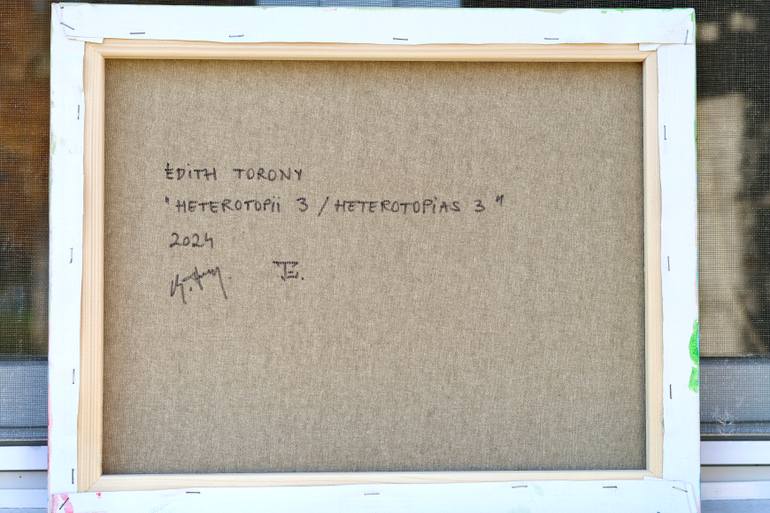 EDITH TORONY
"HETEROTOPii 3 / HETEROTOPiAS 3"
2024